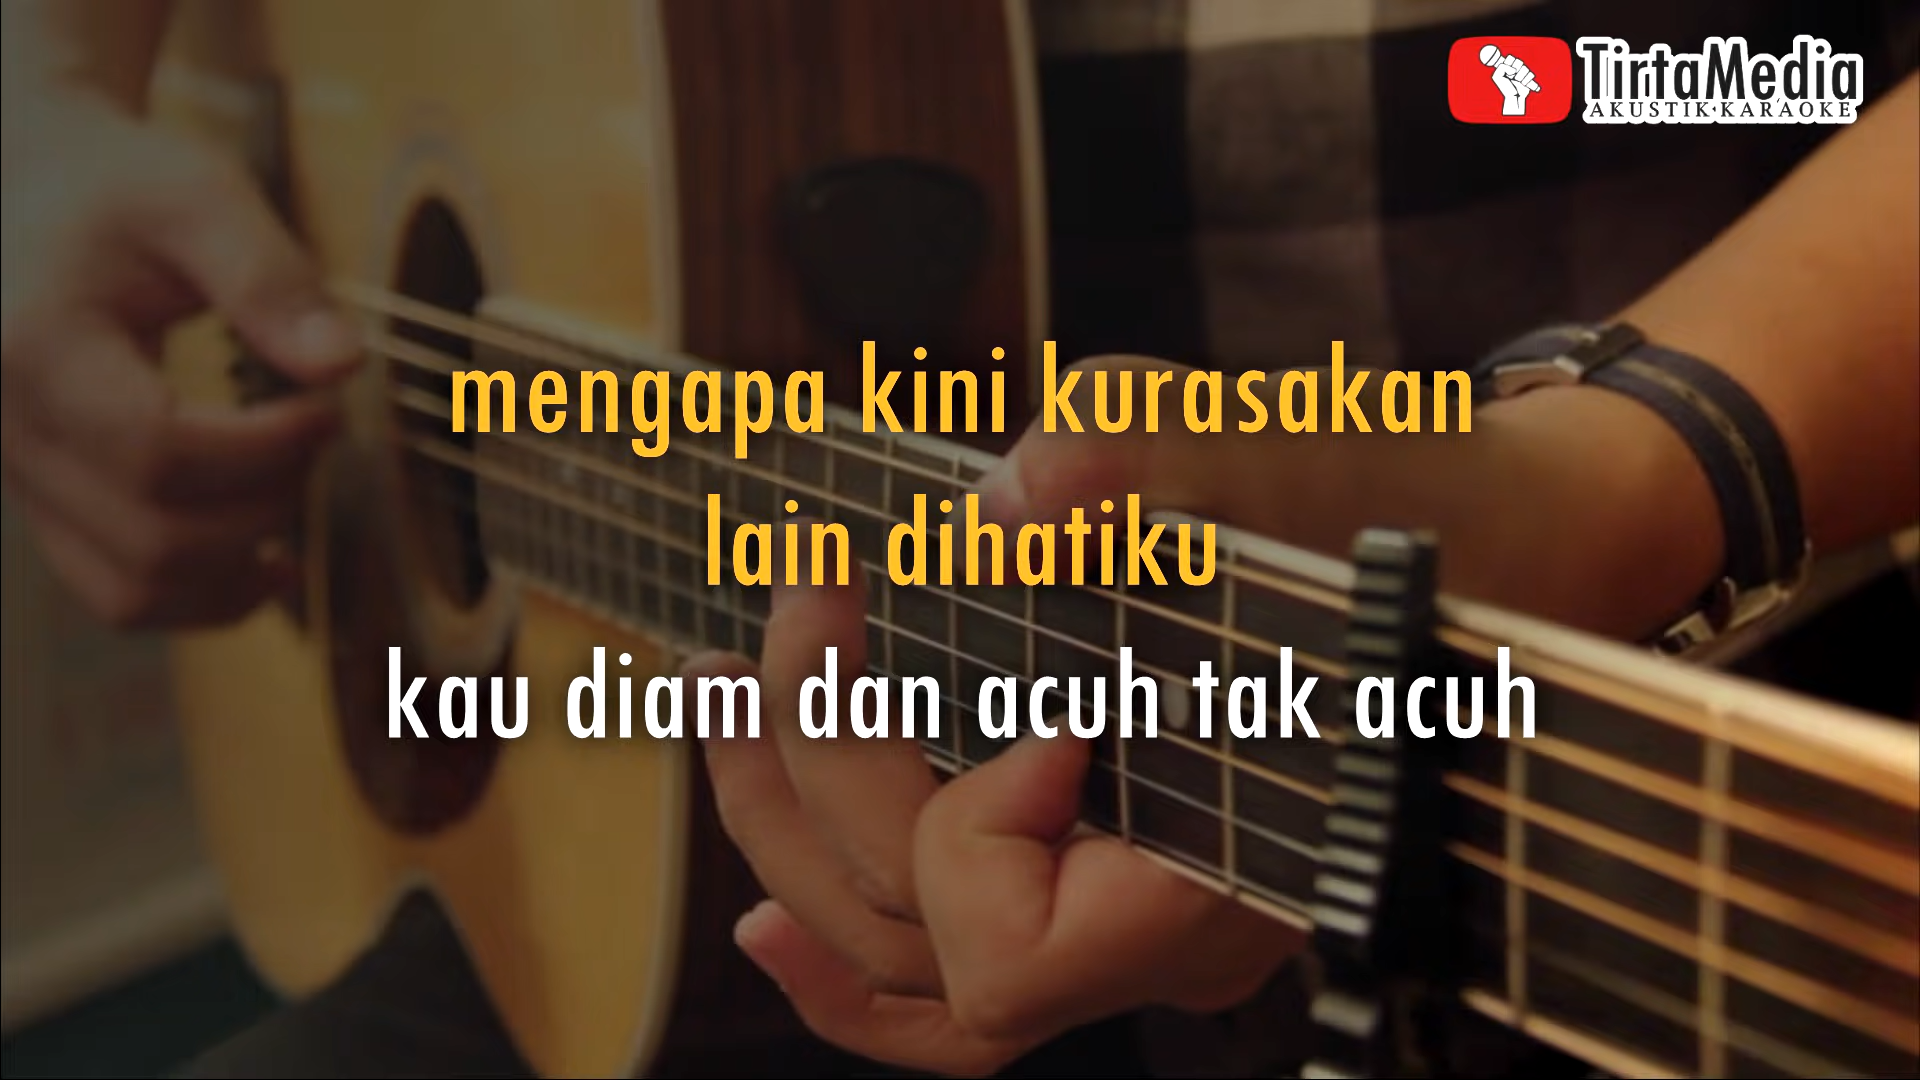 TirtaMedia
AKUSTIK KARAOKE
mengapa kini kurasakan
lain dihatiku
kau diam dan acuh tak acuh